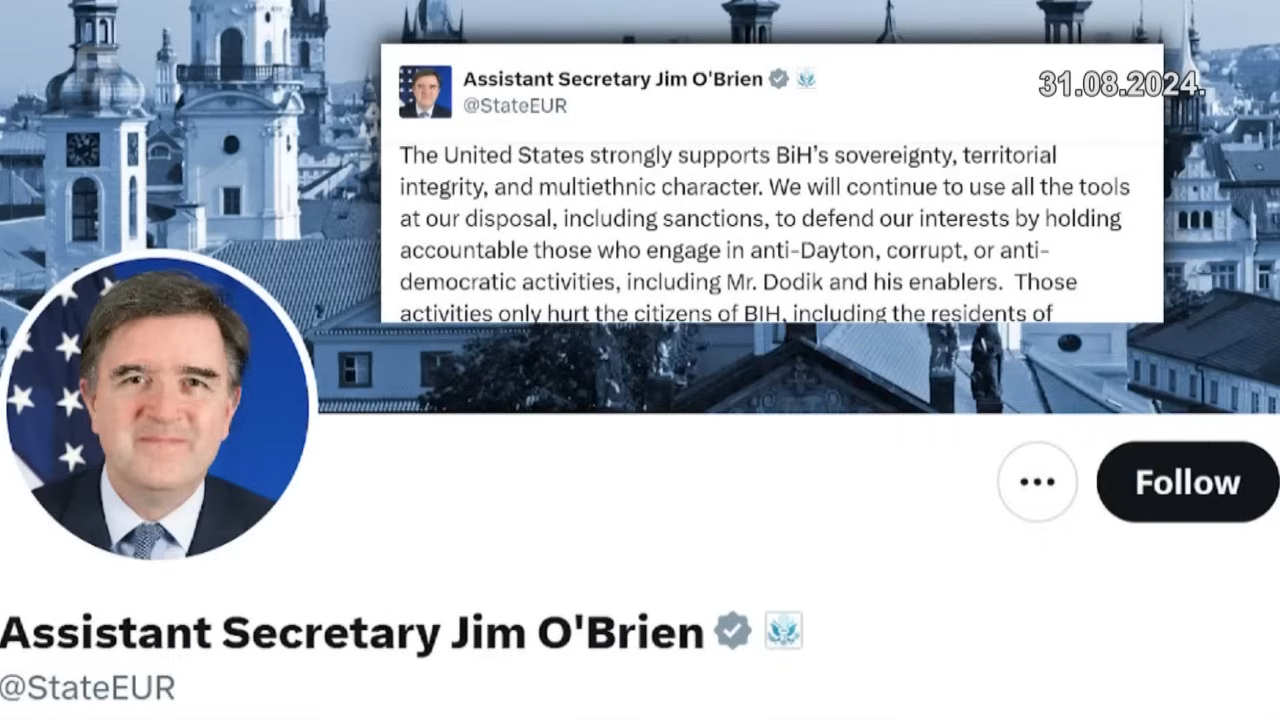 Assistant Secretary Jim O'Brien
@StateEUR
31.08.2024.
The United States strongly supports BiH’s sovereignty, territorial
integrity, and multiethnic character. We will continue to use all the tools
at our disposal, including sanctions, to defend our interests by holding
accountable those who engage in anti-Dayton, corrupt, or anti-
democratic activities, including Mr. Dodik and his enablers. Those
activities only hurt the citizens of BIH, including the residents of
Follow
Assistant Secretary Jim O'Brien
@StateEUR